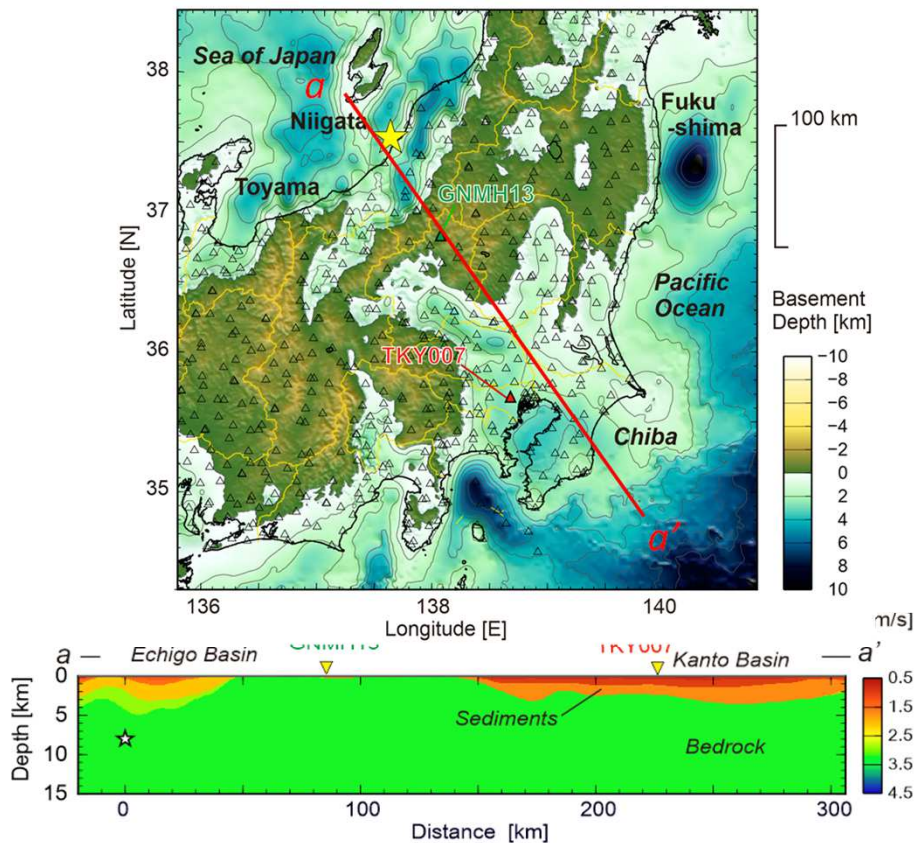 Sea of Japan
a
Niigata
Toyama
GNMH13
Fuku
-shima
Pacific
Ocean
TKY007
Chiba
a'
38
37
36
35
Latitude [N]
136
138
140
Longitude [E]
100 km
Basement
Depth [km]
-10
-8
-6
-4
-2
0
2
4
6
8
10
m/s]
a
Echigo Basin
GNMH13
TKY007
Kanto Basin
a'
Sediments
Bedrock
0
5
10
15
Depth [km]
0
100
200
300
Distance [km]
0.5
1.5
2.5
3.5
4.5